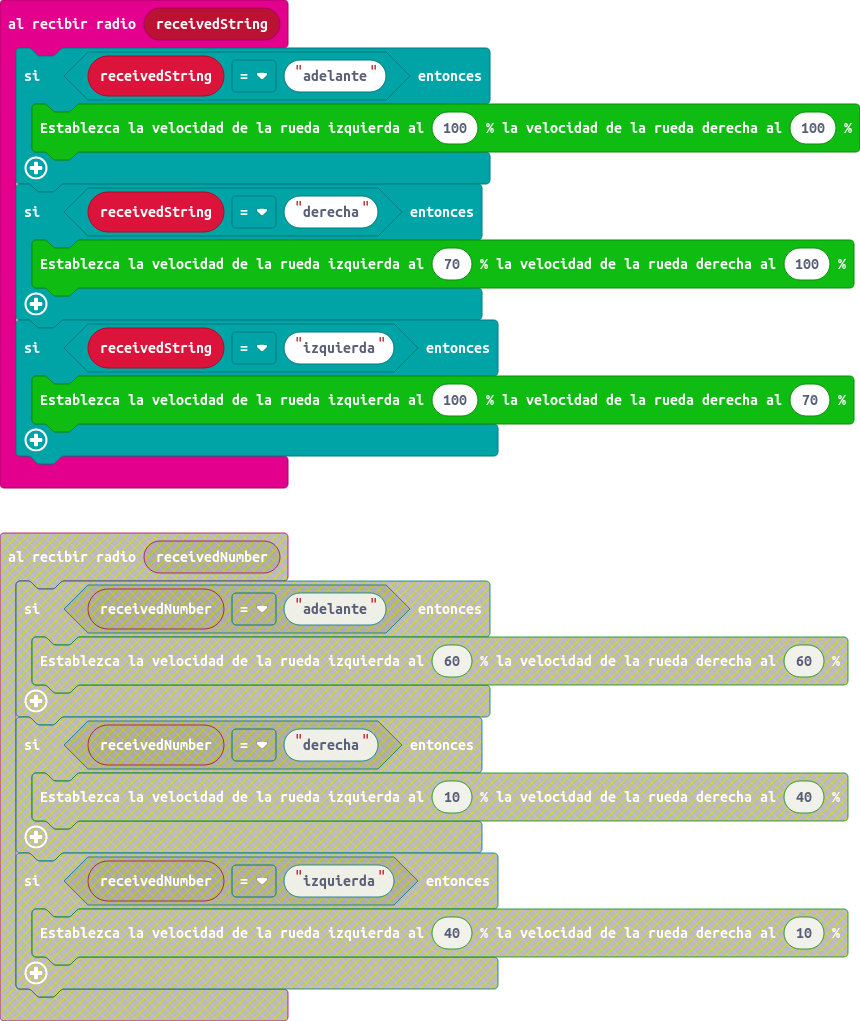 al recibir radio receivedString
si receivedString = "adelante" entonces
Establezca la velocidad de la rueda izquierda al 100 % la velocidad de la rueda derecha al 100 %
si receivedString = "derecha" entonces
Establezca la velocidad de la rueda izquierda al 70 % la velocidad de la rueda derecha al 100 %
si receivedString = "izquierda" entonces
Establezca la velocidad de la rueda izquierda al 100 % la velocidad de la rueda derecha al 70 %
al recibir radio receivedNumber
si receivedNumber = "adelante" entonces
Establezca la velocidad de la rueda izquierda al 60 % la velocidad de la rueda derecha al 60 %
si receivedNumber = "derecha" entonces
Establezca la velocidad de la rueda izquierda al 10 % la velocidad de la rueda derecha al 40 %
si receivedNumber = "izquierda" entonces
Establezca la velocidad de la rueda izquierda al 40 % la velocidad de la rueda derecha al 10 %